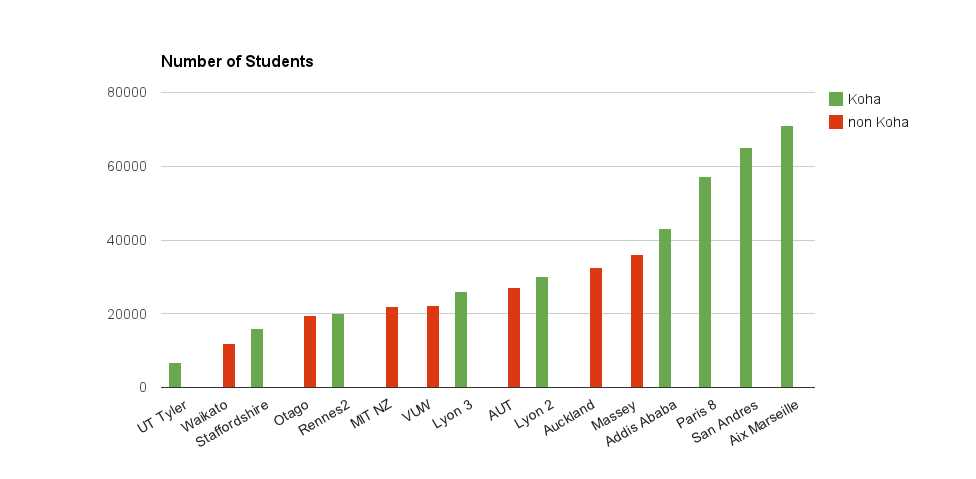 Number of Students
80000
60000
40000
20000
0
Koha
non Koha
UT Tyler
Waikato
Staffordshire
Otago
Rennes2
MIT NZ
VUW
Lyon 3
AUT
Lyon 2
Auckland
Massey
Addis Ababa
Paris 8
San Andres
Aix Marseille